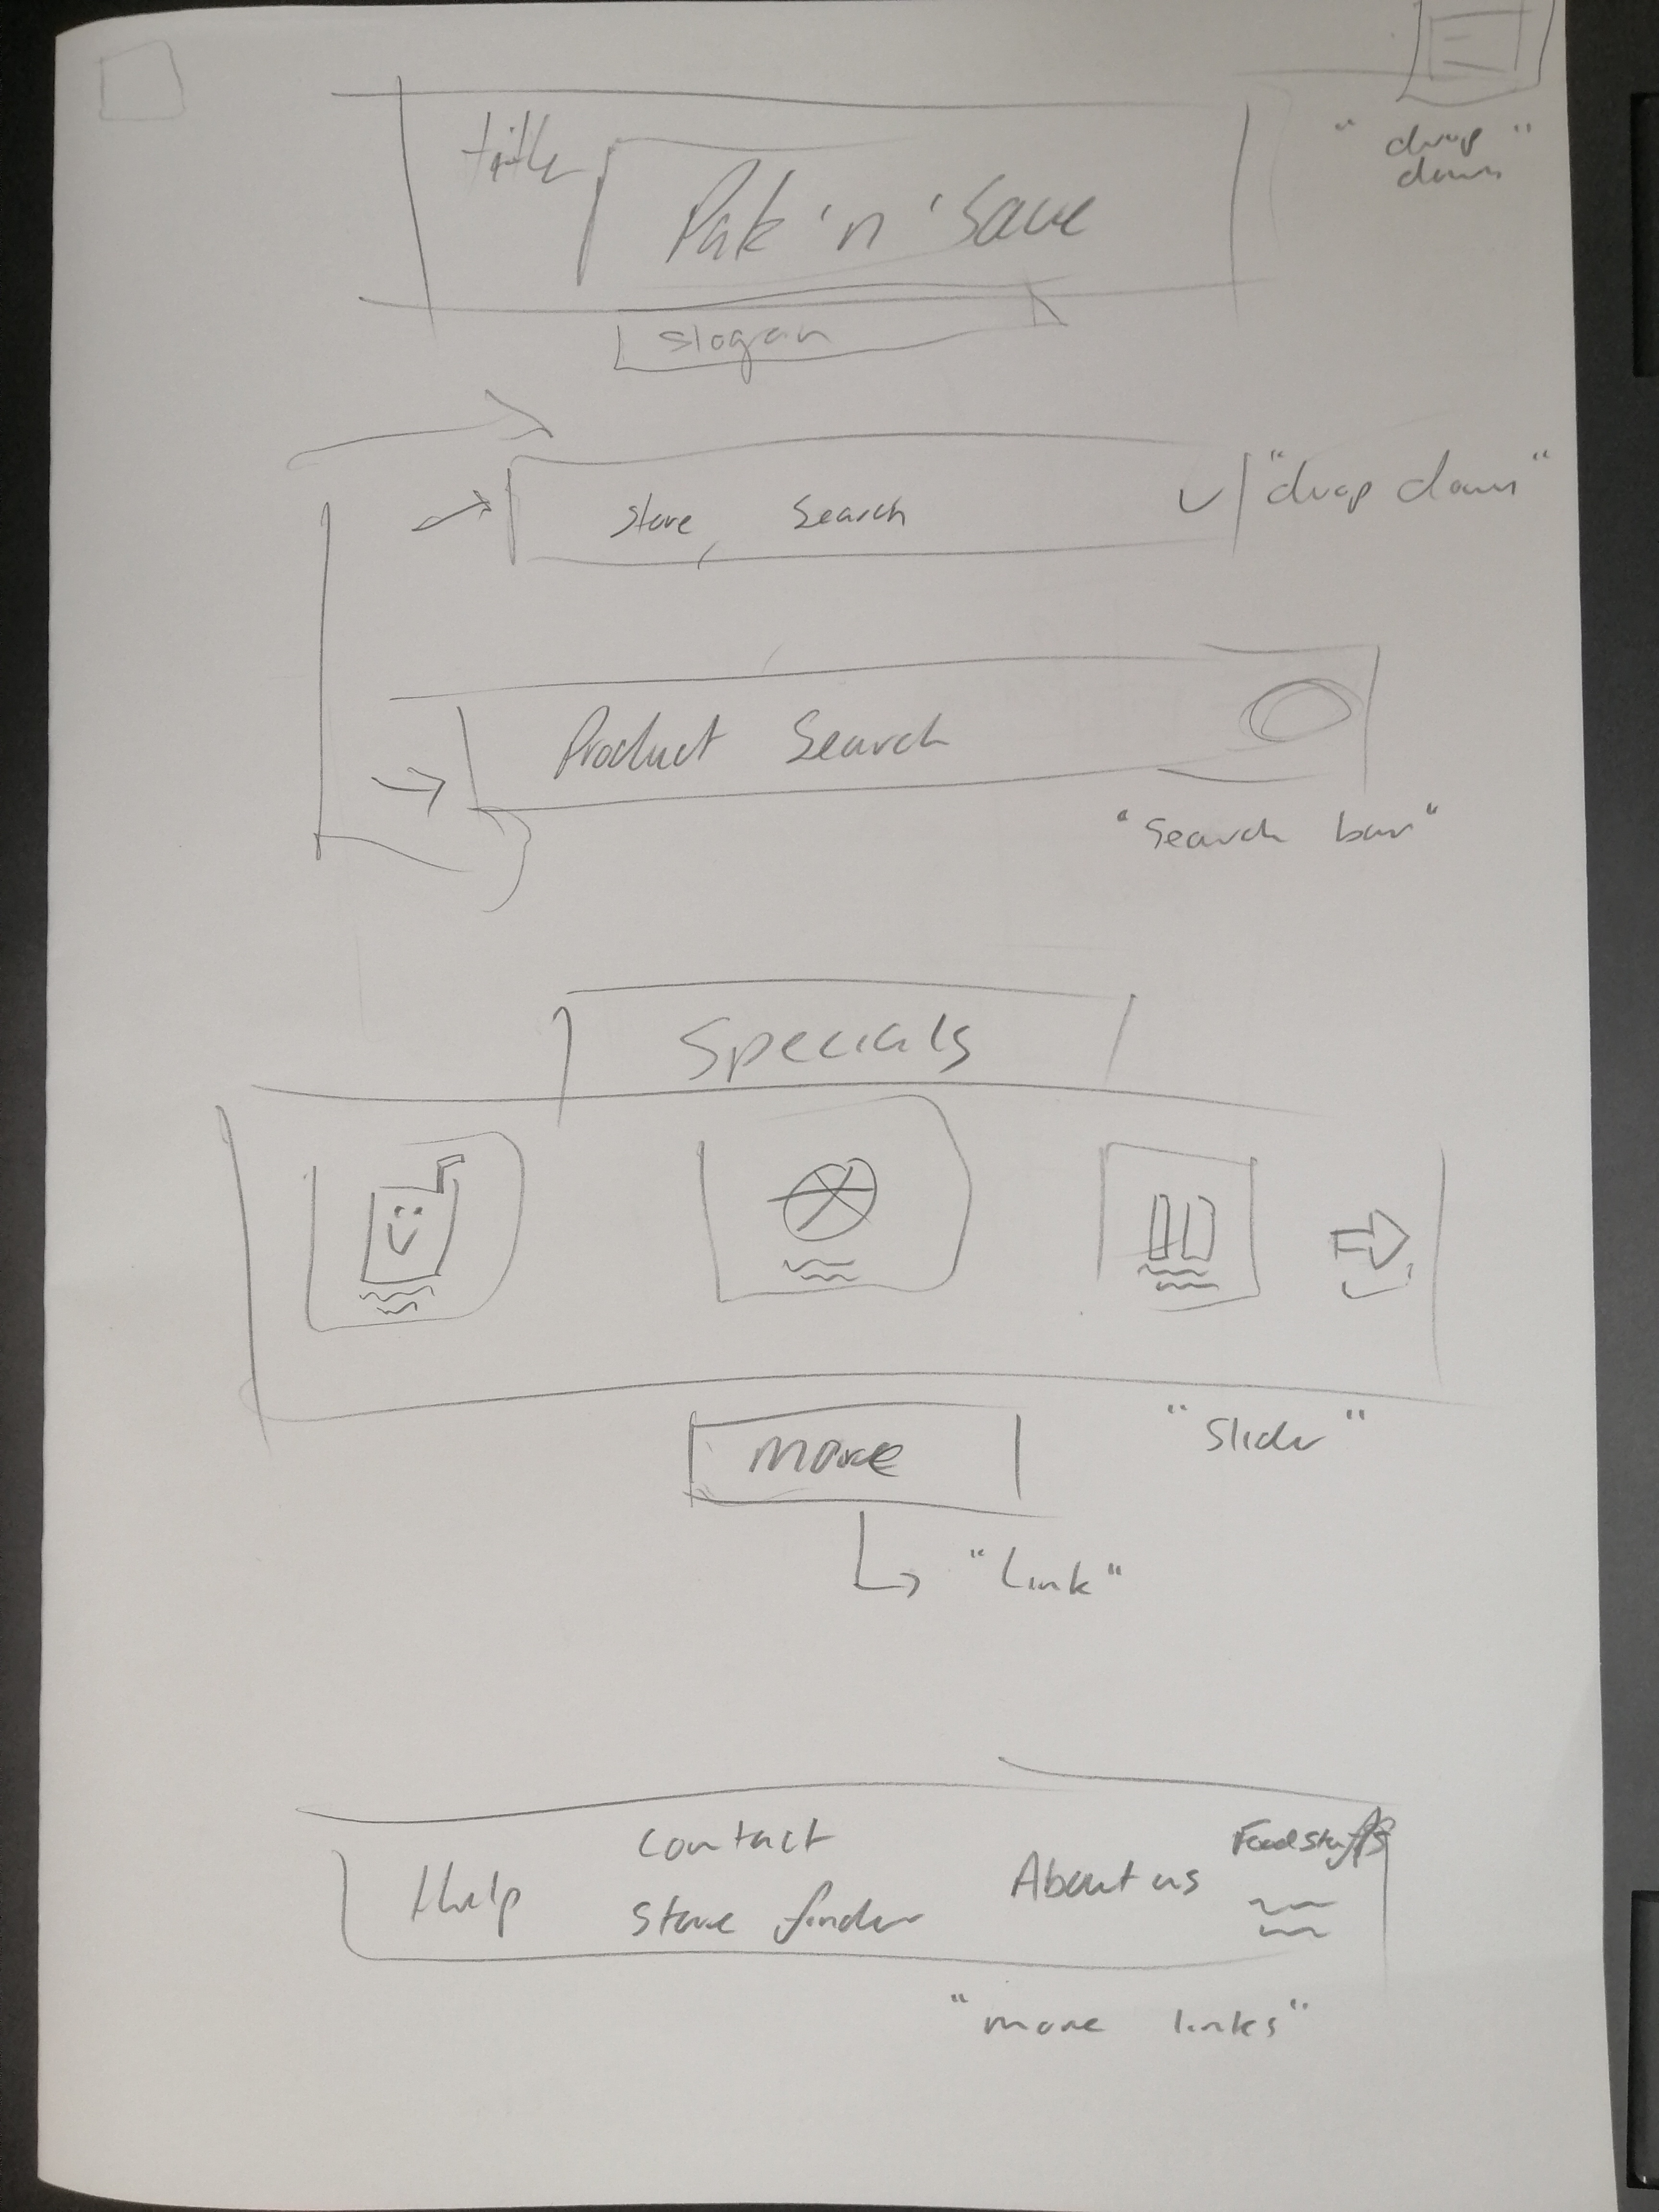 " drop "
down
title
Pak 'n' Save
slogan
Store Search
"drop down"
Product Search
"Search bar"
Specials
"Slider"
more
"Link"
Help
Contact
Store finder
About us
Foodstuffs
"more links"